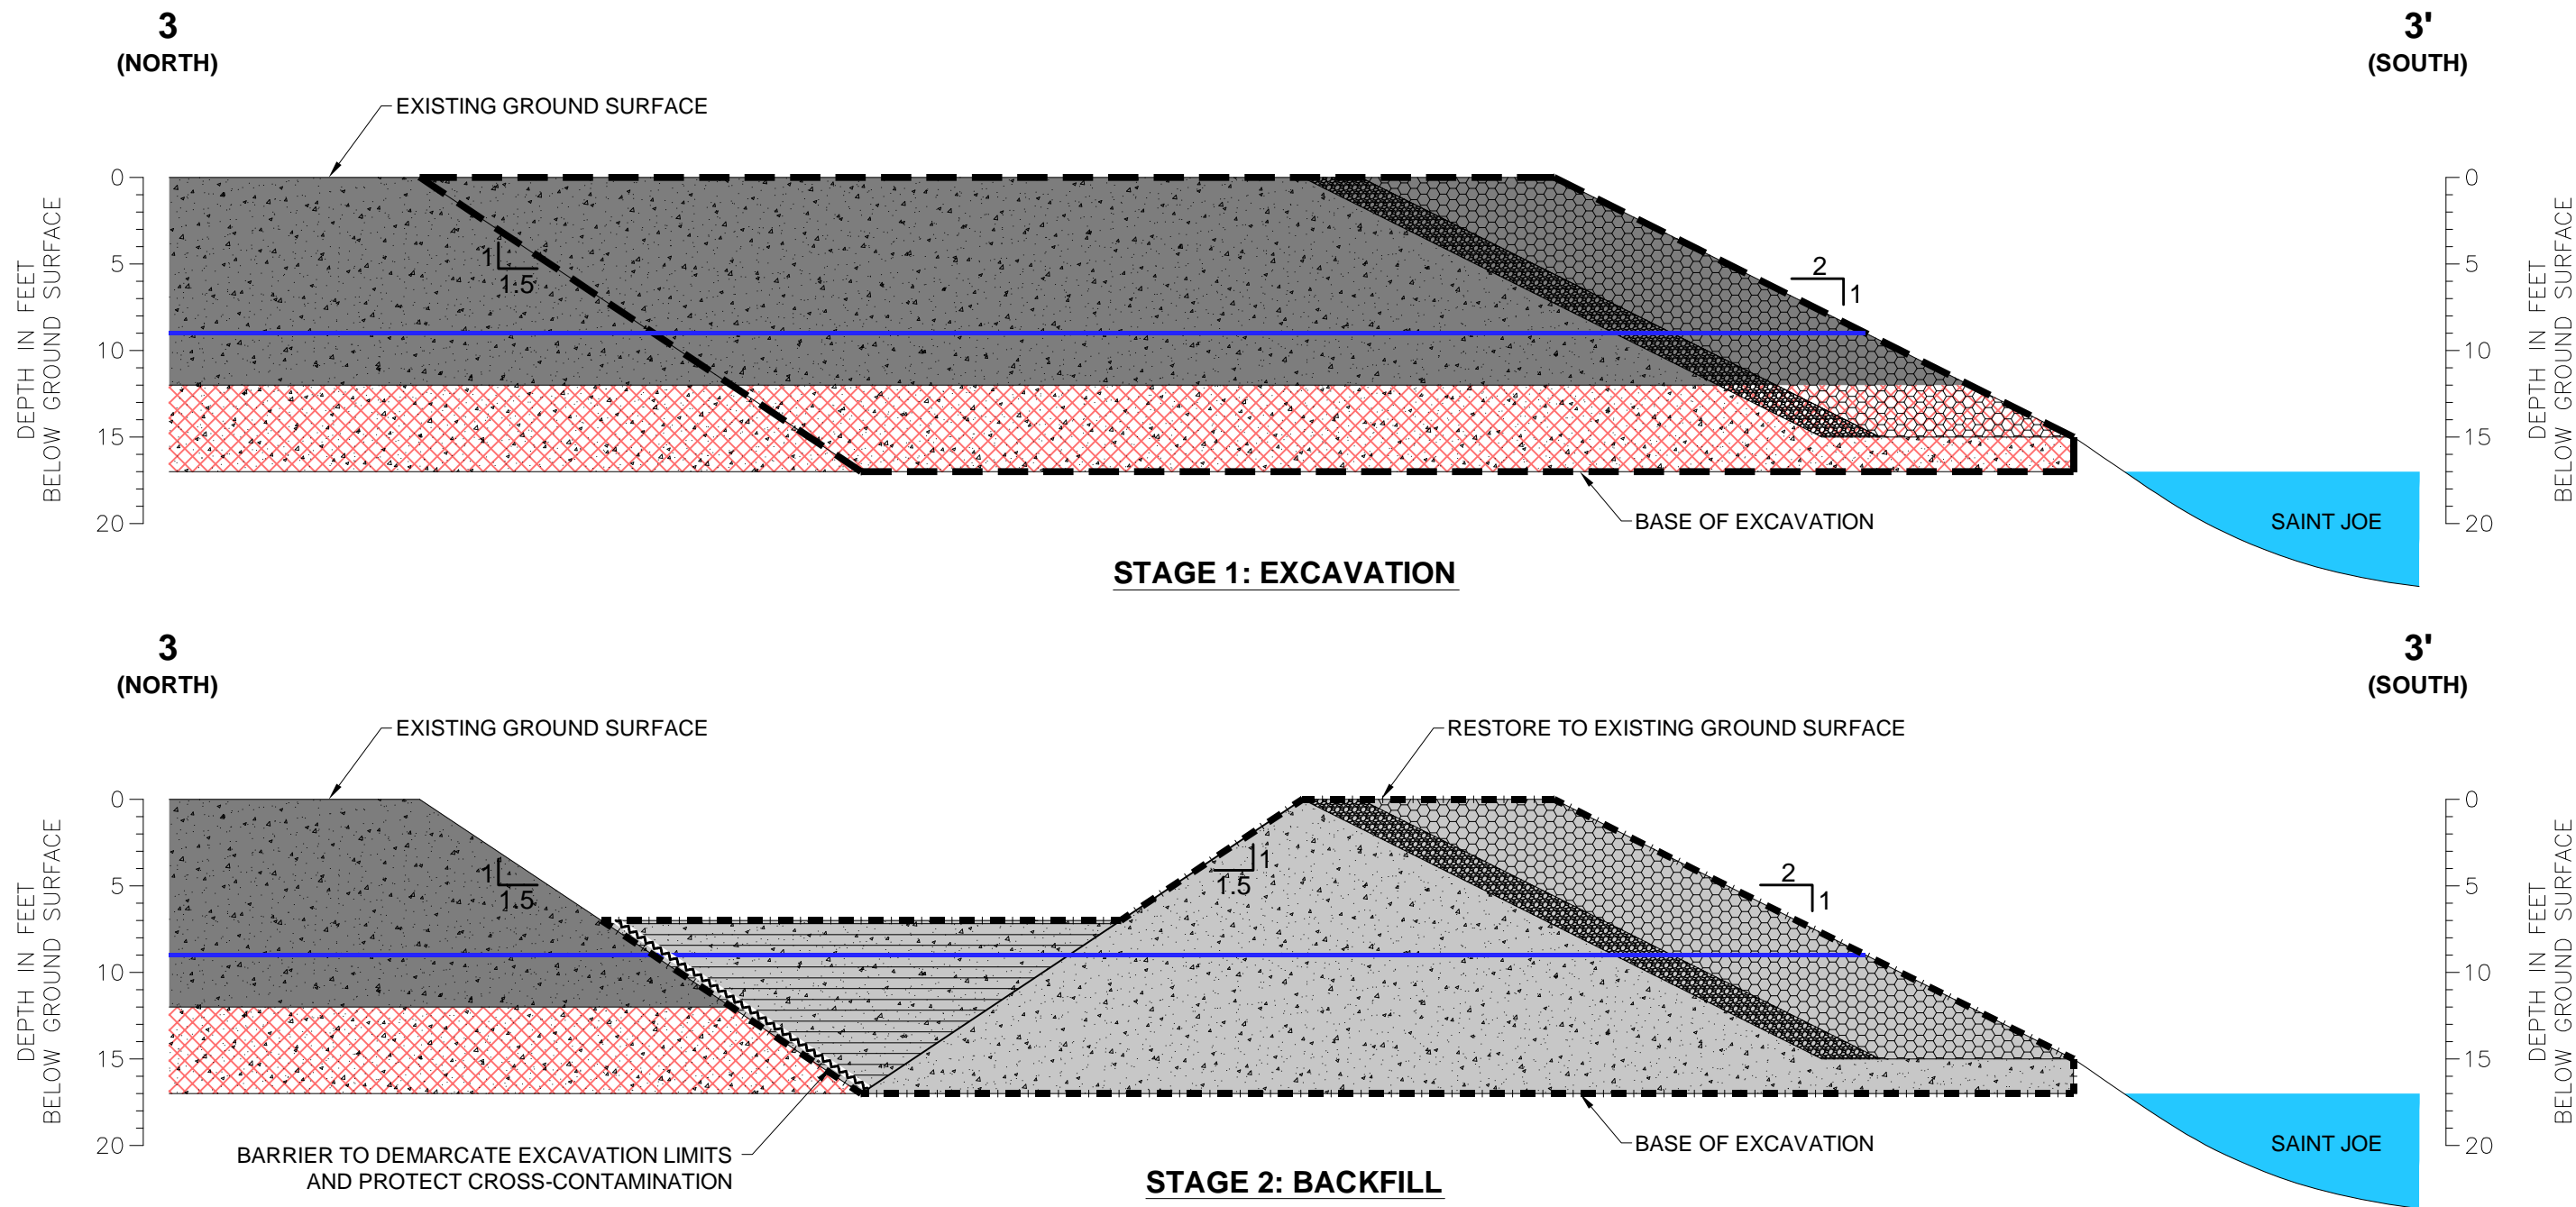 3
(NORTH)
3'
(SOUTH)
EXISTING GROUND SURFACE
DEPTH IN FEET
BELOW GROUND SURFACE
0
5
10
15
20
1
1.5
2
1
0
5
10
15
20
DEPTH IN FEET
BELOW GROUND SURFACE
BASE OF EXCAVATION
SAINT JOE
STAGE 1: EXCAVATION
3
(NORTH)
3'
(SOUTH)
EXISTING GROUND SURFACE
RESTORE TO EXISTING GROUND SURFACE
DEPTH IN FEET
BELOW GROUND SURFACE
0
5
10
15
20
1
1.5
1
1.5
2
1
0
5
10
15
20
DEPTH IN FEET
BELOW GROUND SURFACE
BARRIER TO DEMARCATE EXCAVATION LIMITS
AND PROTECT CROSS-CONTAMINATION
BASE OF EXCAVATION
SAINT JOE
STAGE 2: BACKFILL